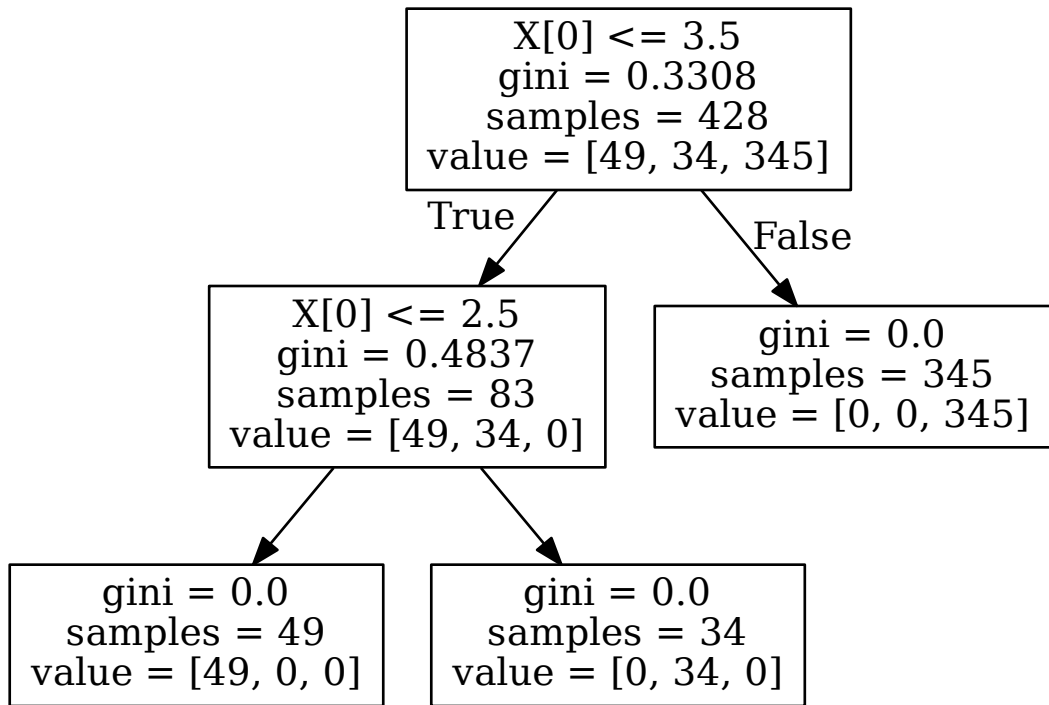 X[0] <= 3.5
gini = 0.3308
samples = 428
value = [49, 34, 345]
True
False
X[0] <= 2.5
gini = 0.4837
samples = 83
value = [49, 34, 0]
gini = 0.0
samples = 345
value = [0, 0, 345]
gini = 0.0
samples = 49
value = [49, 0, 0]
gini = 0.0
samples = 34
value = [0, 34, 0]